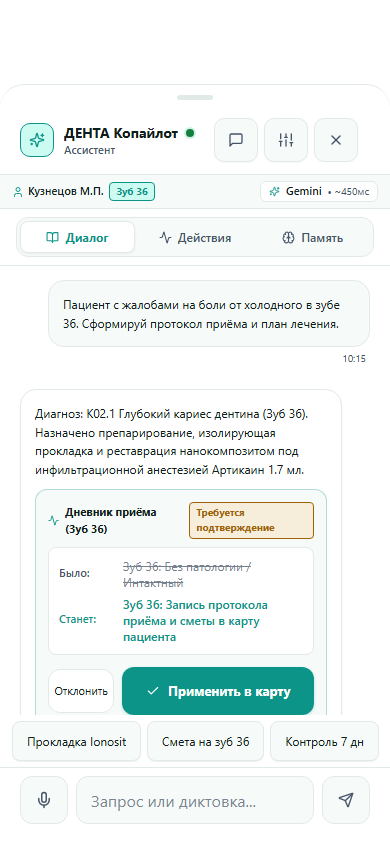 ДЕНТА Копайлот
Ассистент
Кузнецов М.П.
Зуб 36
Gemini
• ~450мс
Диалог
Действия
Память
Пациент с жалобами на боли от холодного в зубе
36. Сформируй протокол приёма и план лечения.
10:15
Диагноз: K02.1 Глубокий кариес дентина (Зуб 36).
Назначено препарирование, изолирующая
прокладка и реставрация нанокомпозитом под
инфильтрационной анестезией Артикаин 1.7 мл.
Дневник приёма
(Зуб 36)
Требуется
подтверждение
Было:
Зуб 36: Без патологии /
Интактный
Станет:
Зуб 36: Запись протокола
приёма и сметы в карту
пациента
Отклонить
Применить в карту
Прокладка Ionosit
Смета на зуб 36
Контроль 7 дн
Запрос или диктовка...